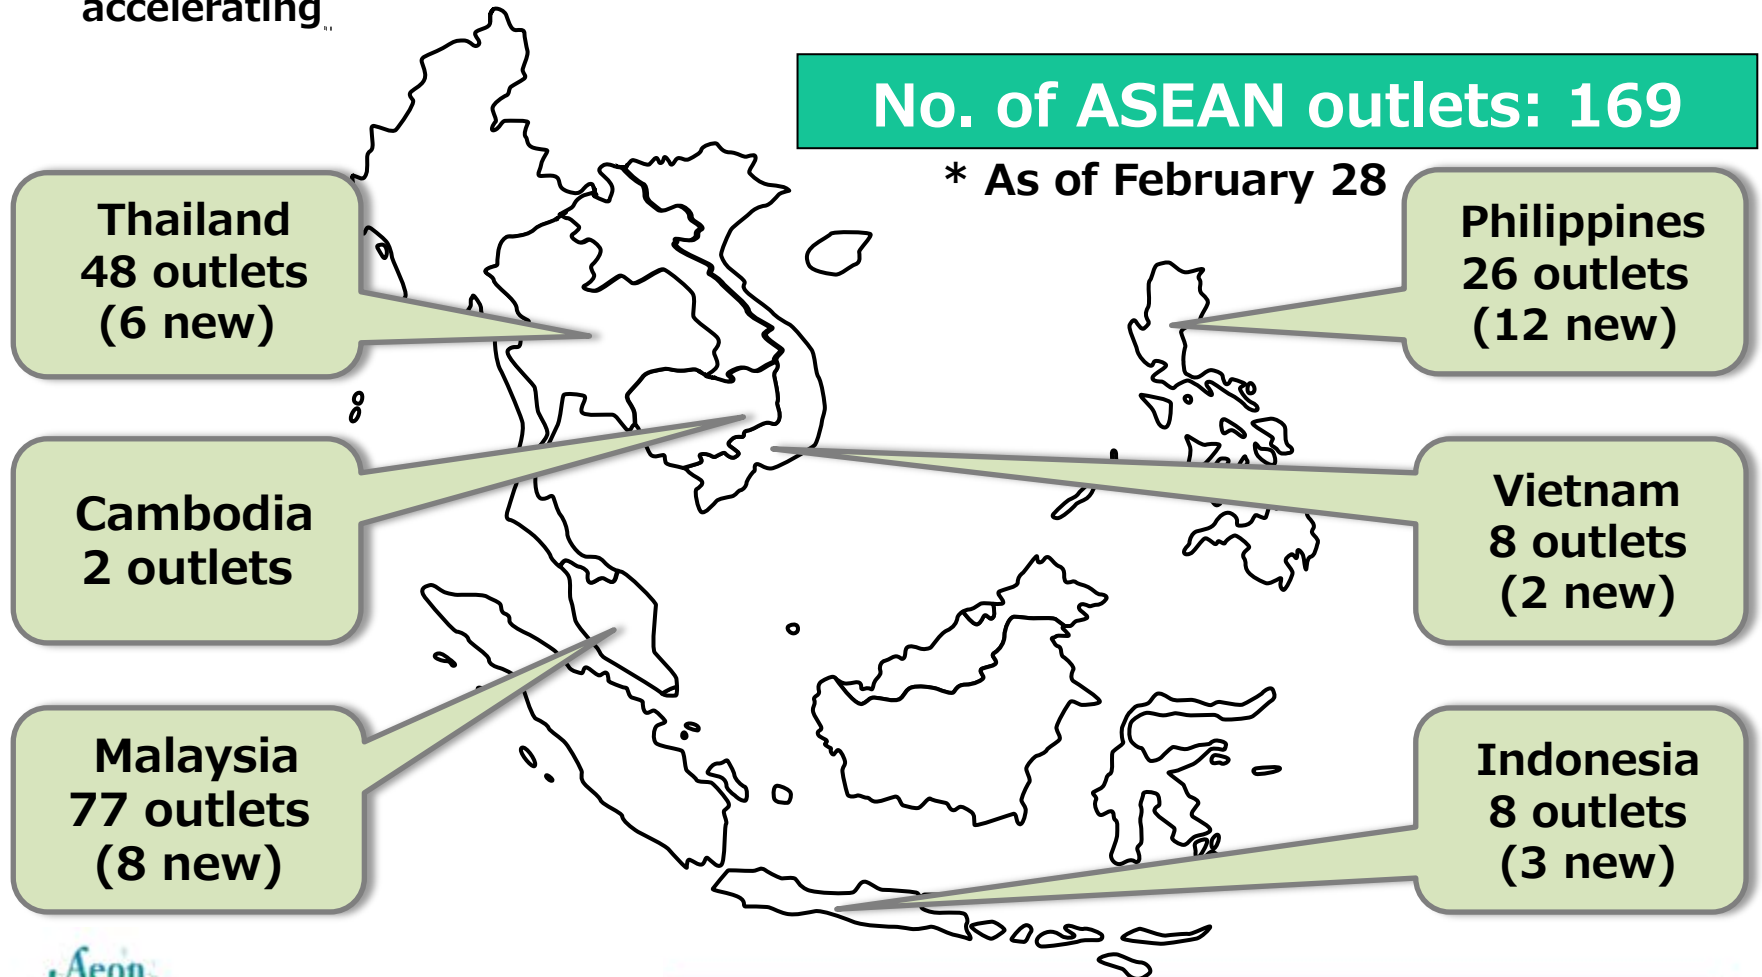 accelerating
No. of ASEAN outlets: 169
* As of February 28
Thailand
48 outlets
(6 new)
Philippines
26 outlets
(12 new)
Cambodia
2 outlets
Vietnam
8 outlets
(2 new)
Malaysia
77 outlets
(8 new)
Indonesia
8 outlets
(3 new)
Aeon